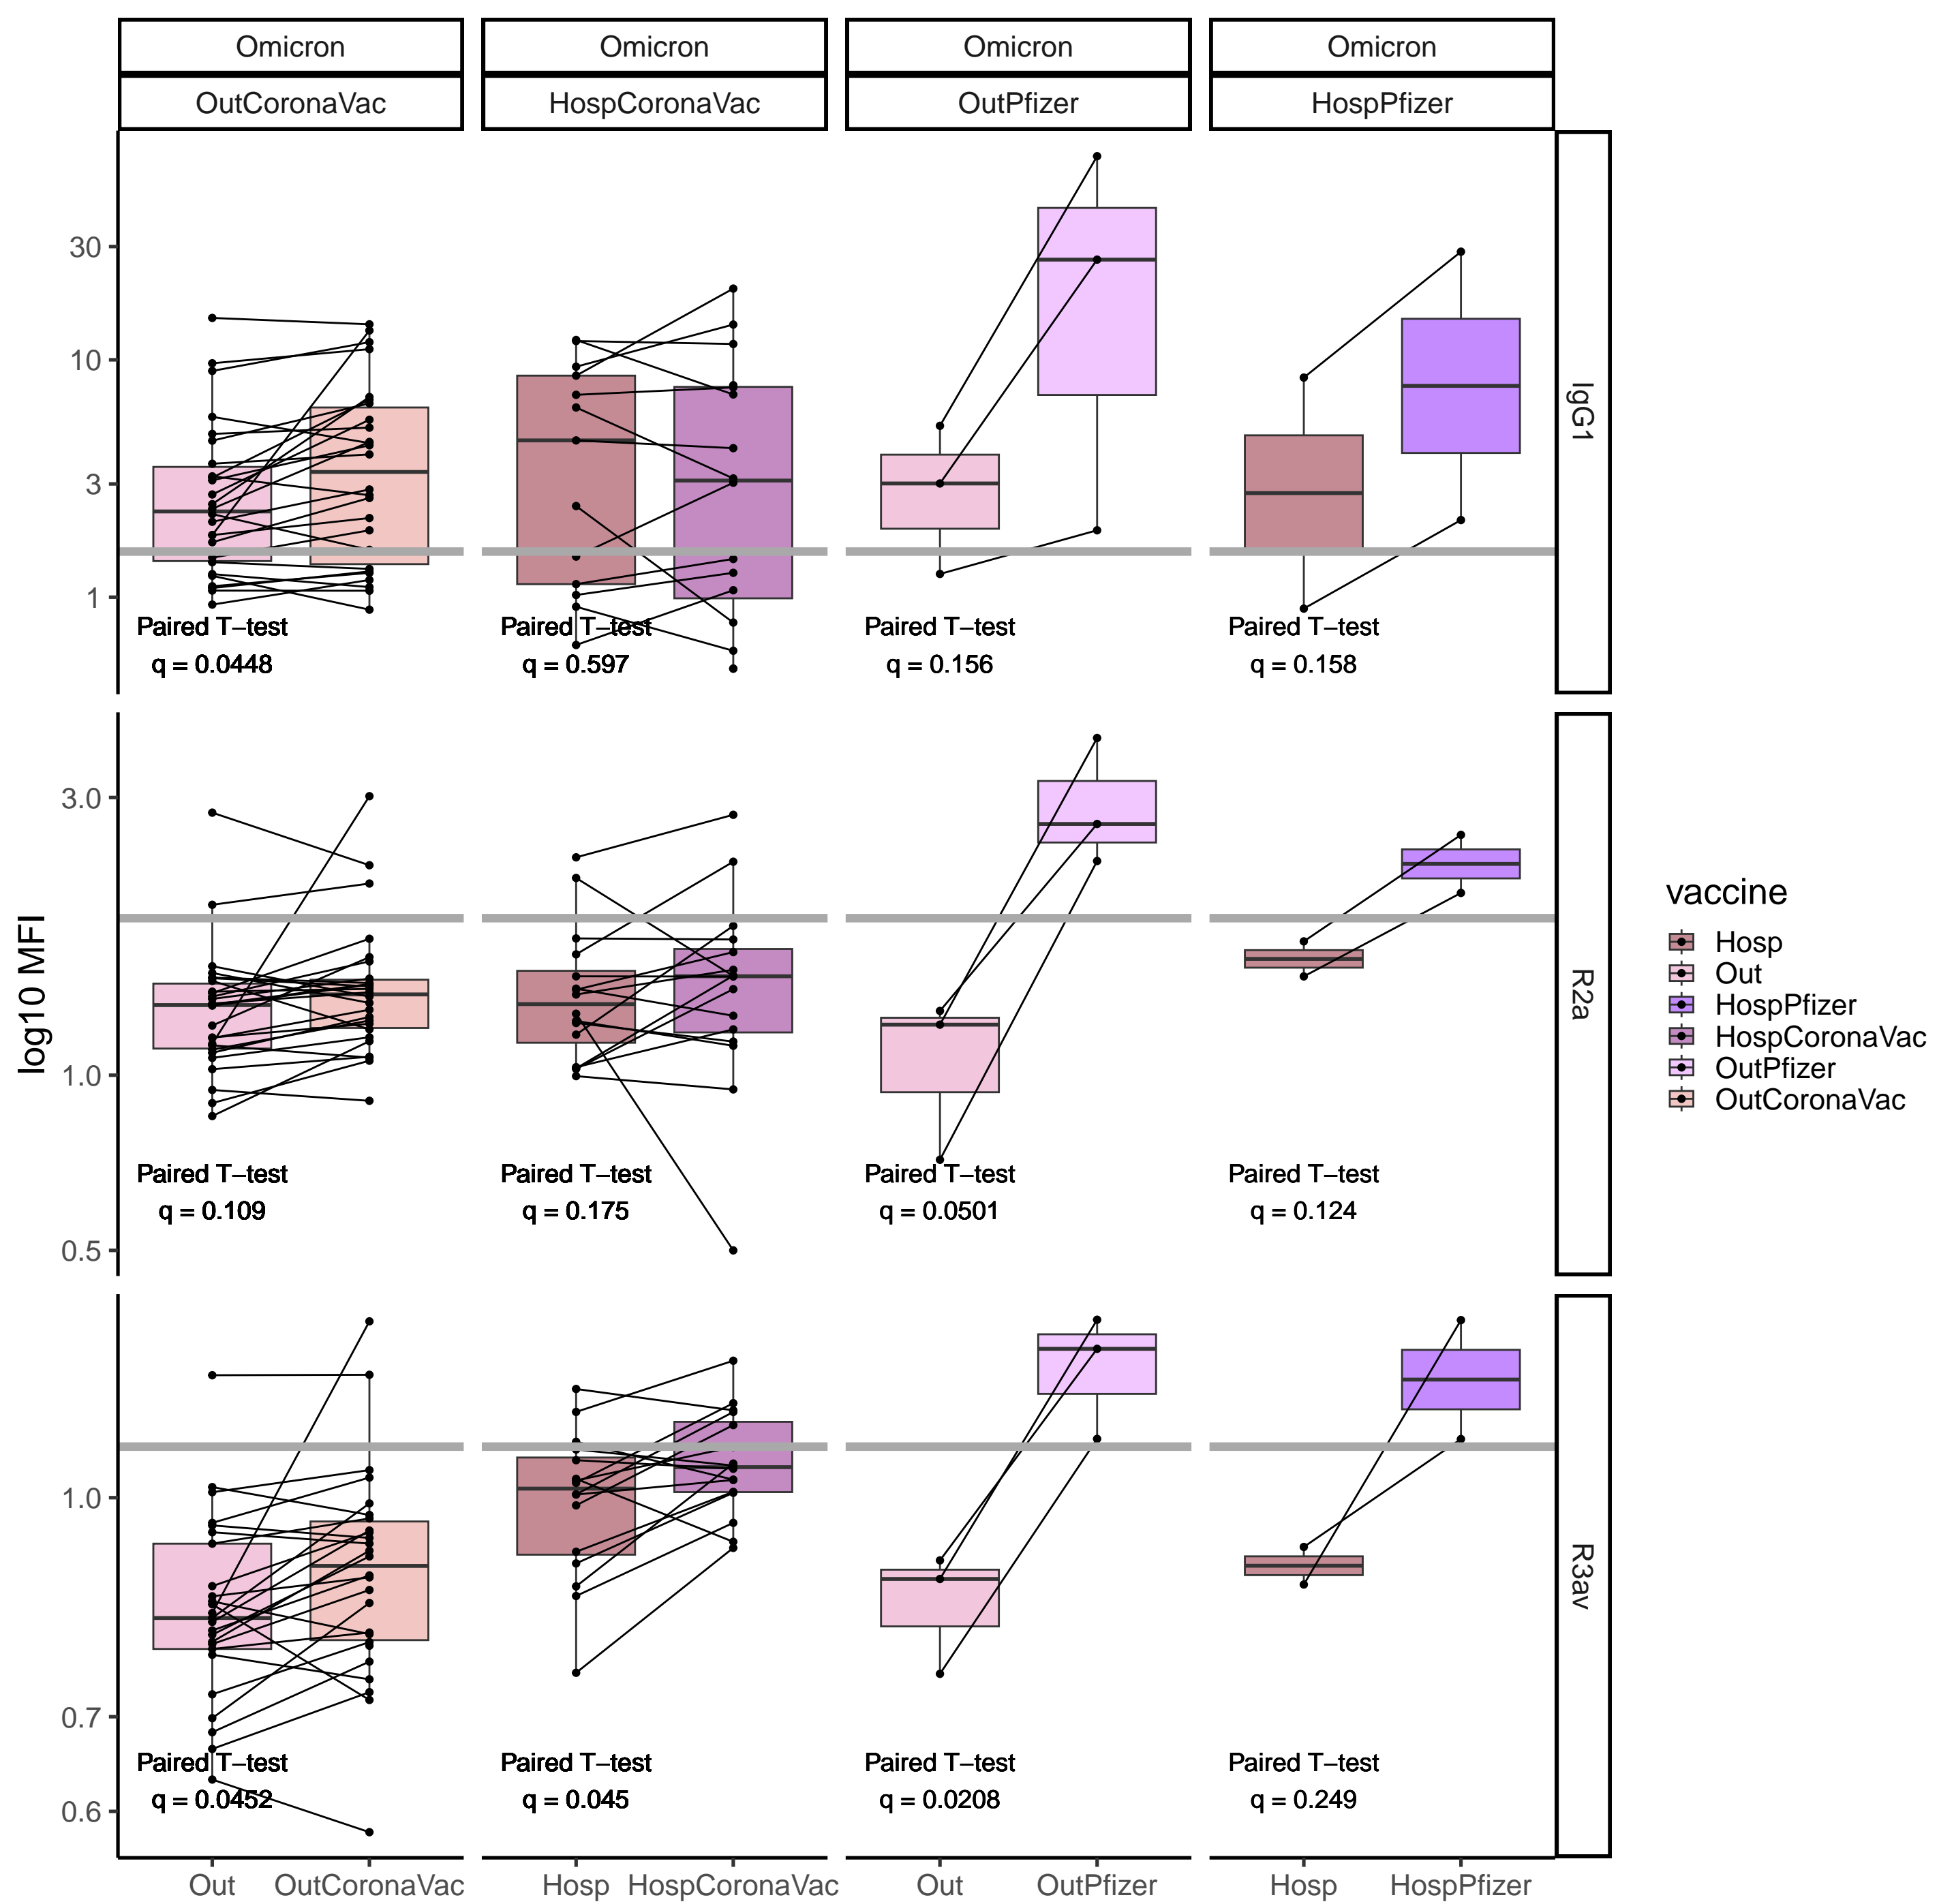 Omicron Omicron Omicron Omicron
OutCoronaVac HospCoronaVac OutPfizer HospPfizer
30
10
3
1
Paired T–test Paired T–test Paired T–test Paired T–test
q = 0.0448 q = 0.597 q = 0.156 q = 0.158
IgG1
log10 MFI
3.0
1.0
0.5
Paired T–test Paired T–test Paired T–test Paired T–test
q = 0.109 q = 0.175 q = 0.0501 q = 0.124
R2a
1.0
0.7
0.6
Paired T–test Paired T–test Paired T–test Paired T–test
q = 0.0452 q = 0.045 q = 0.0208 q = 0.249
R3av
Out OutCoronaVac Hosp HospCoronaVac Out OutPfizer Hosp HospPfizer
vaccine
Hosp
Out
HospPfizer
HospCoronaVac
OutPfizer
OutCoronaVac